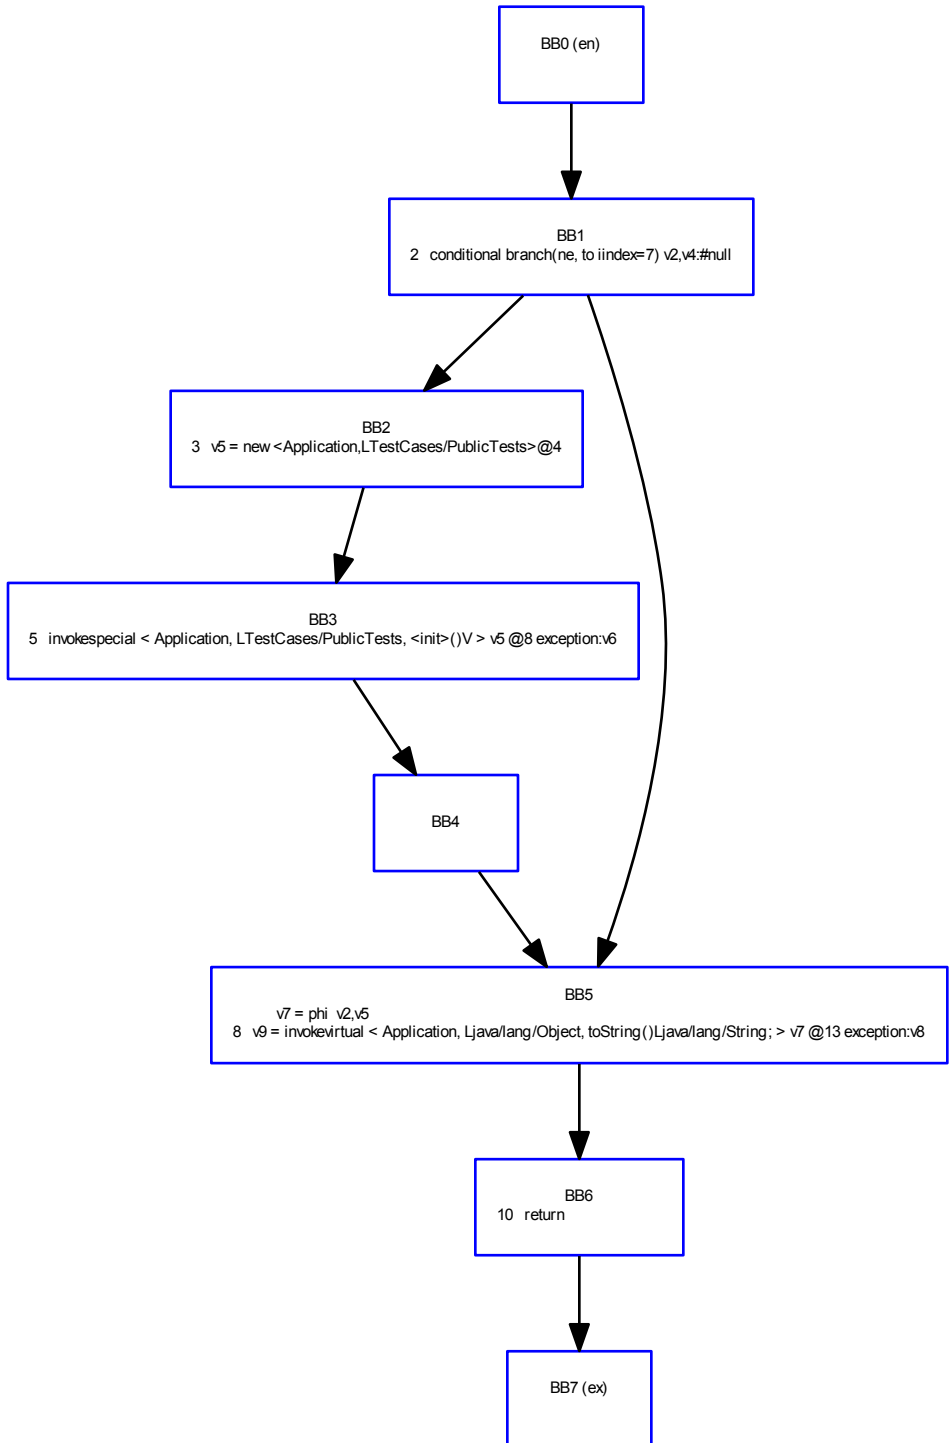 BB0 (en)
BB1
2 conditional branch(ne, to iindex=7) v2,v4:#null
BB2
3 v5 = new <Application,LTestCases/PublicTests>@4
BB3
5 invokespecial < Application, LTestCases/PublicTests, <init>()V > v5 @8 exception:v6
BB4
BB5
v7 = phi v2,v5
8 v9 = invokevirtual < Application, Ljava/lang/Object, toString()Ljava/lang/String; > v7 @13 exception:v8
BB6
10 return
BB7 (ex)